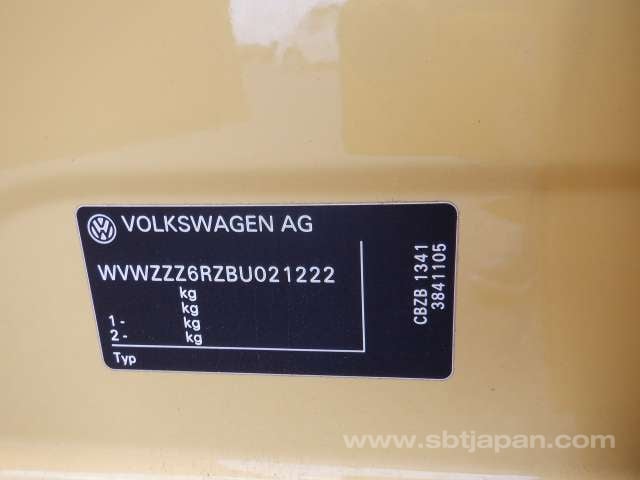 VOLKSWAGEN AG
WVWZZZ6RZBU021222
kg
kg
1- kg
2- kg
Typ
CBZB 1341
3841105
www.sbtjapan.com